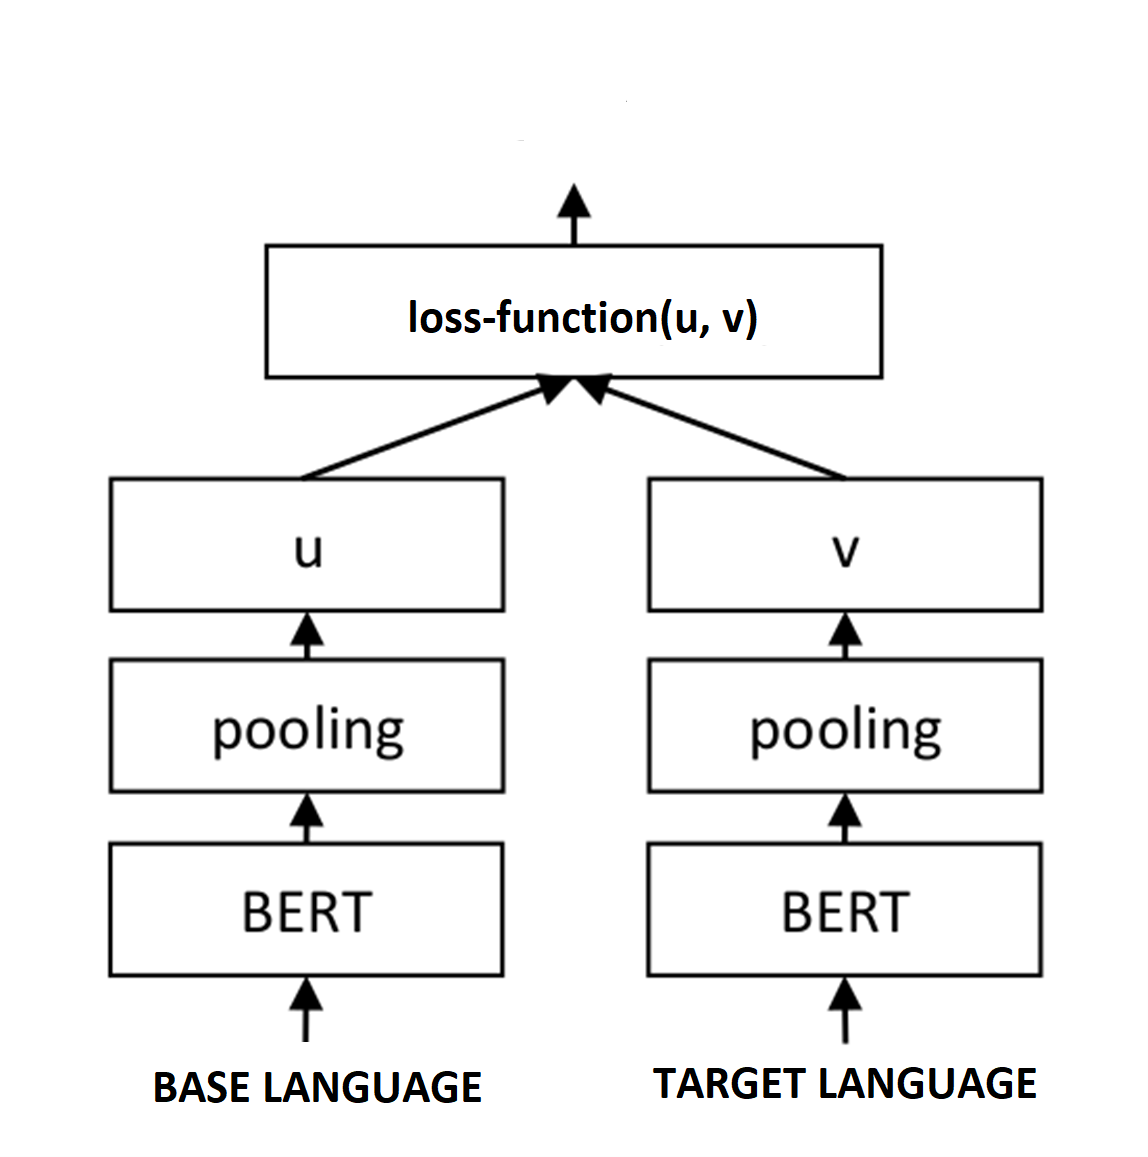 loss-function(u, v)
u
v
pooling
pooling
BERT
BERT
BASE LANGUAGE
TARGET LANGUAGE